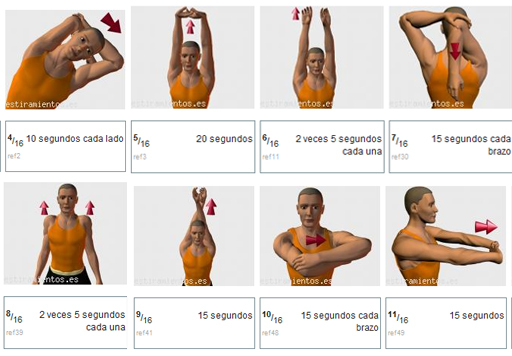 estiramientos.es
estiramientos.es
estiramientos.es
estiramientos.es
4/16 10 segundos cada lado
ref2
5/16 20 segundos
ref3
6/16 2 veces 5 segundos
cada una
ref11
7/16 15 segundos cada
brazo
ref30
estiramientos.es
estiramientos.es
estiramientos.es
estiramientos.es
8/16 2 veces 5 segundos
cada una
ref39
9/16 15 segundos
ref41
10/16 15 segundos cada
brazo
ref48
11/16 15 segundos
ref49